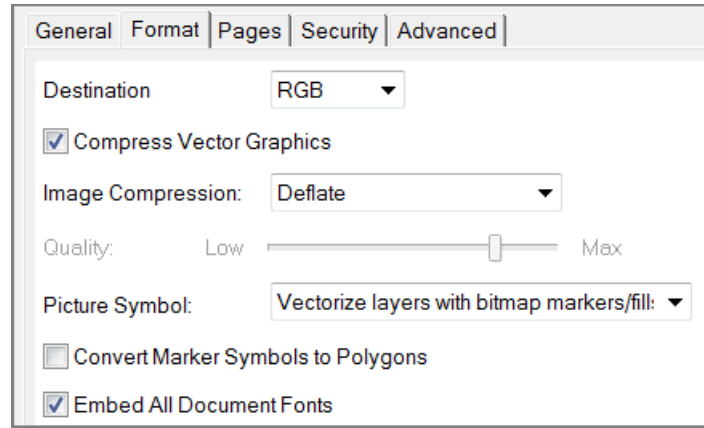 General Format Pages Security Advanced
Destination RGB
Compress Vector Graphics
Image Compression: Deflate
Quality: Low Max
Picture Symbol: Vectorize layers with bitmap markers/fills
Convert Marker Symbols to Polygons
Embed All Document Fonts